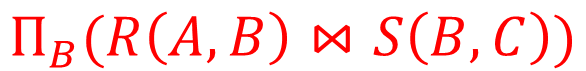 Π_B(R(A, B) ⋈ S(B, C))